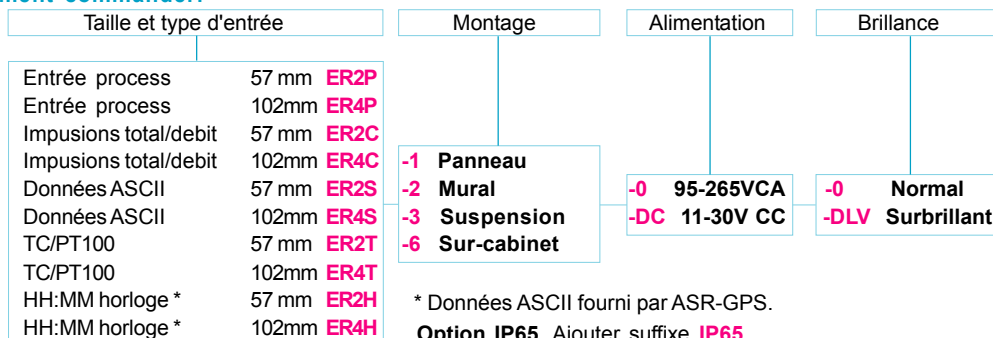 Taille et type d'entrée
Entrée process 57 mm ER2P
Entrée process 102mm ER4P
Impusions total/debit 57 mm ER2C
Impusions total/debit 102mm ER4C
Données ASCII 57 mm ER2S
Données ASCII 102mm ER4S
TC/PT100 57 mm ER2T
TC/PT100 102mm ER4T
HH:MM horloge * 57 mm ER2H
HH:MM horloge * 102mm ER4H
Montage
-1 Panneau
-2 Mural
-3 Suspension
-6 Sur-cabinet
Alimentation
-0 95-265VCA
-DC 11-30V CC
Brillance
-0 Normal
-DLV Surbrillant
* Données ASCII fourni par ASR-GPS.
Option IP65 Ajouter suffixe IP65